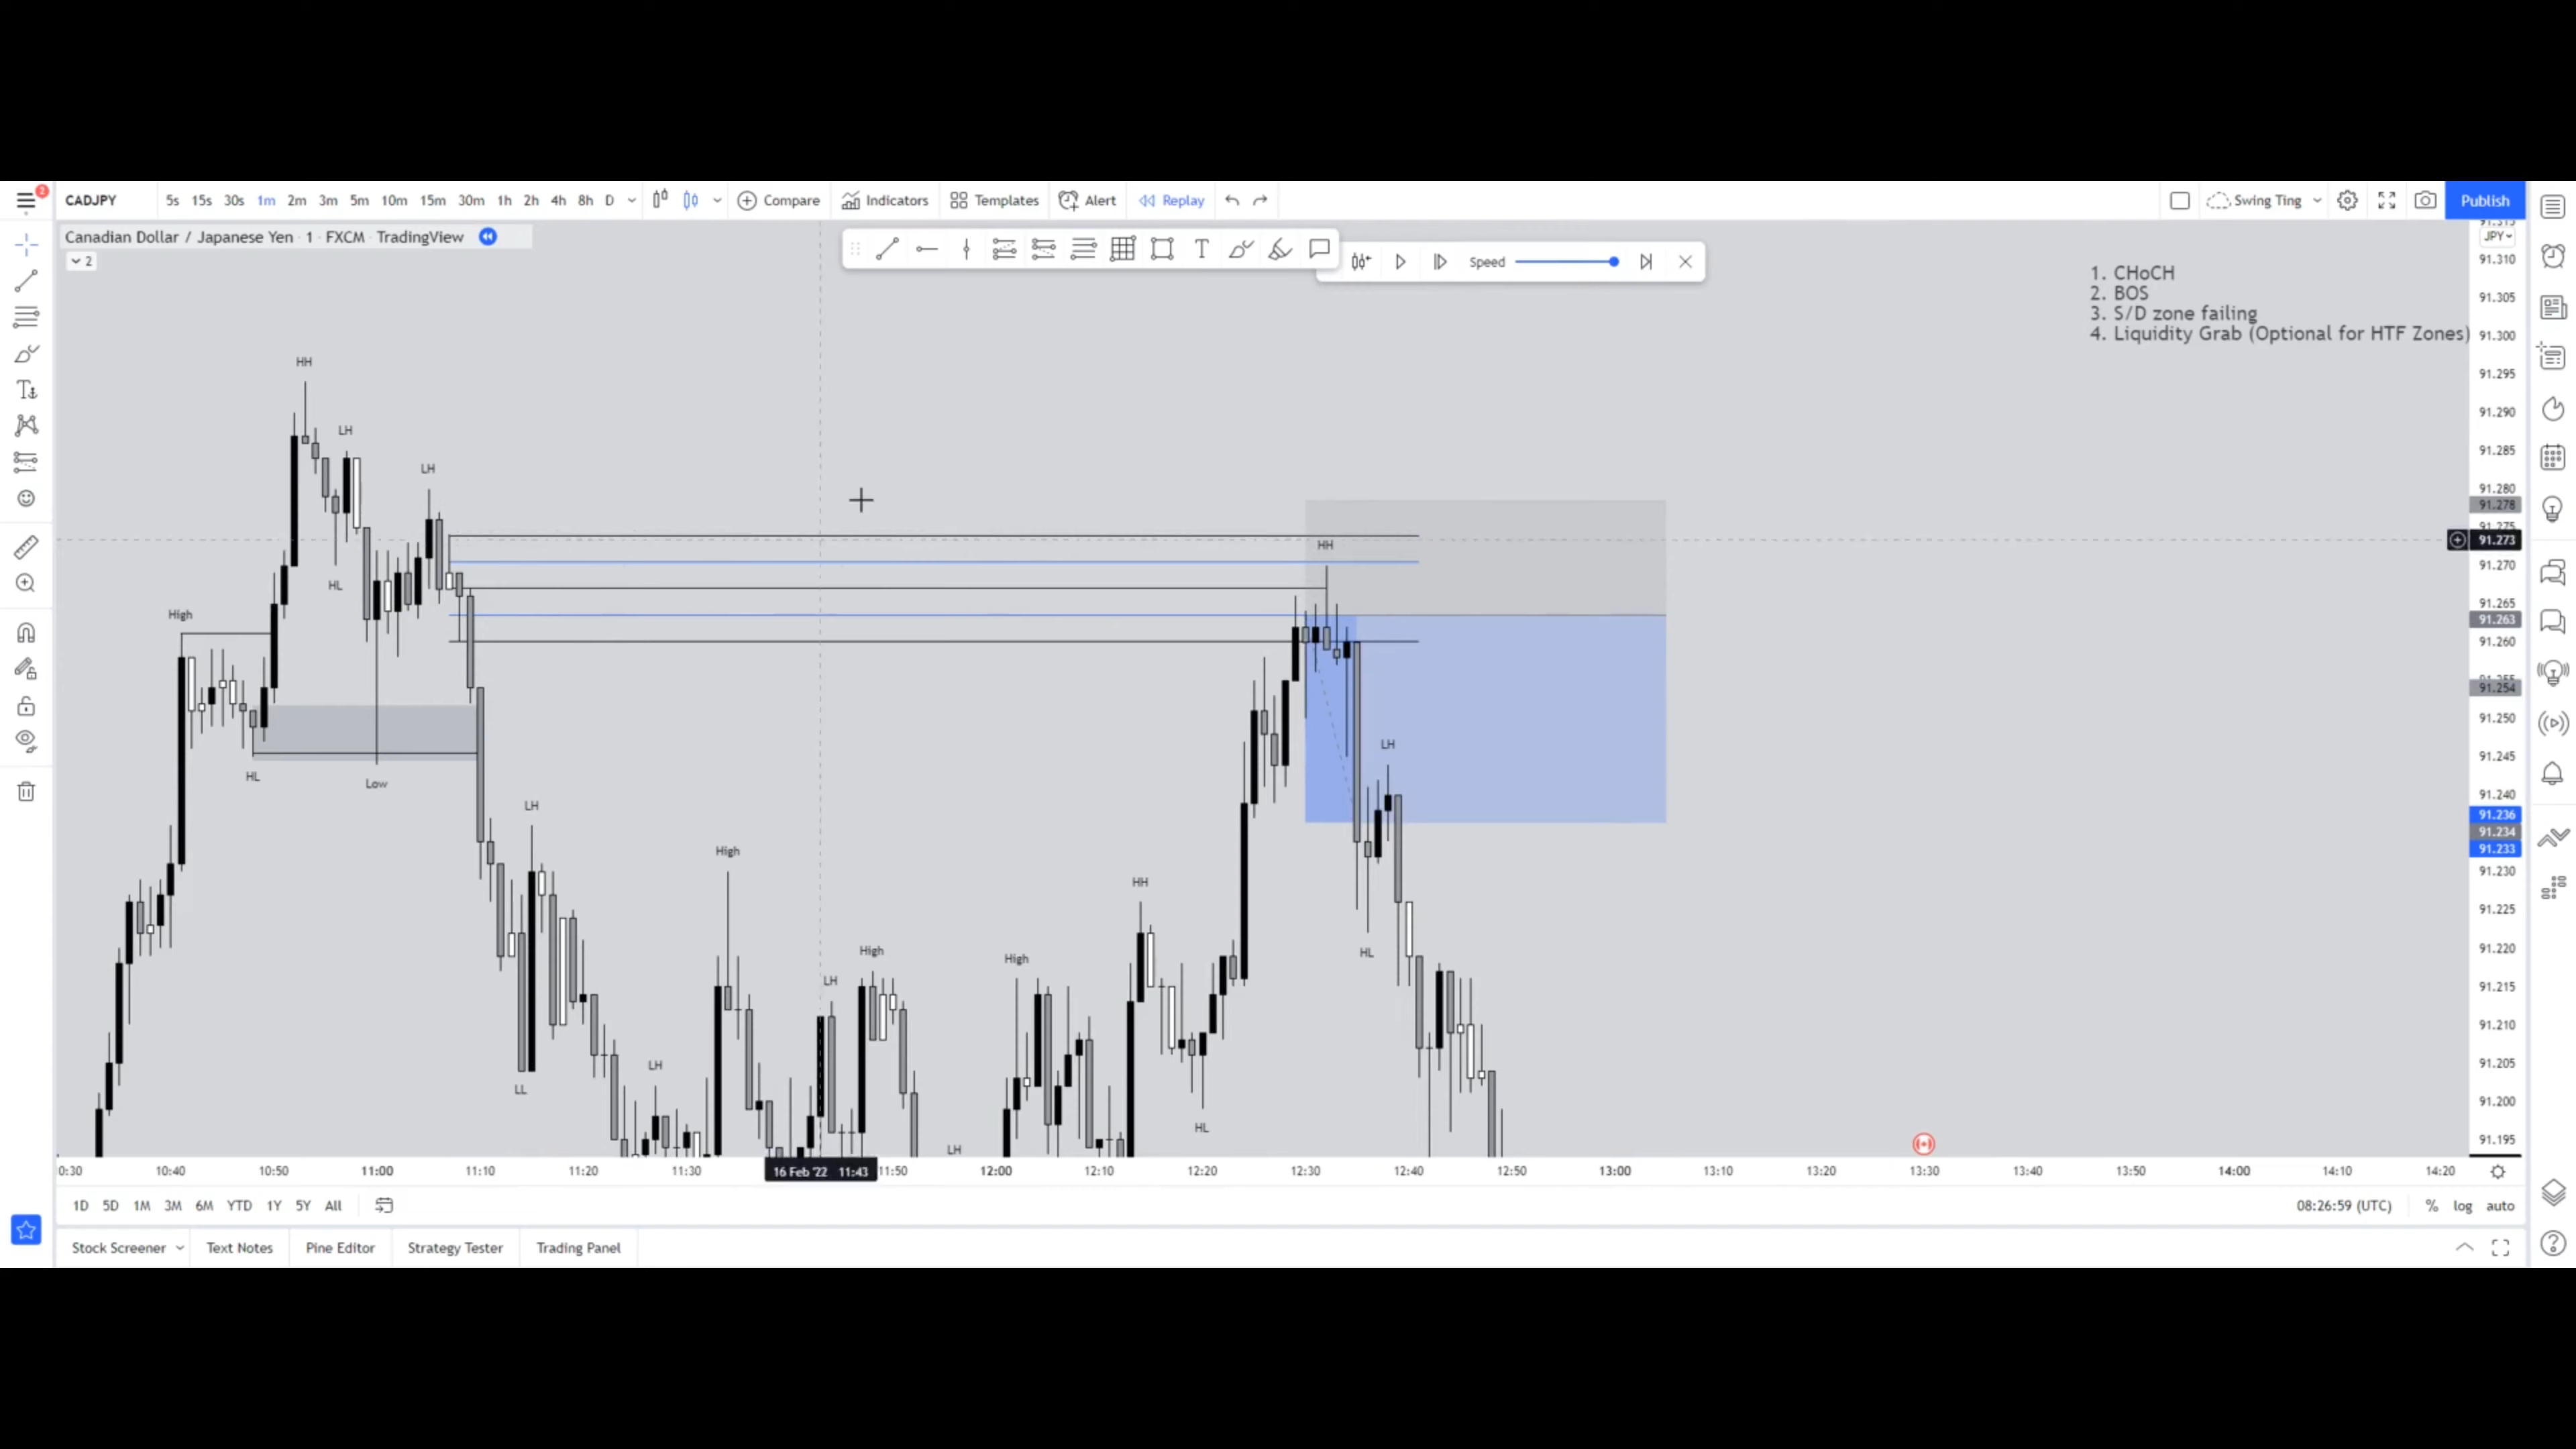 2
CADJPY 5s 15s 30s 1m 2m 3m 5m 10m 15m 30m 1h 2h 4h 8h D Compare Indicators Templates Alert Replay Swing Ting Publish
Canadian Dollar / Japanese Yen · 1 · FXCM · TradingView
2
Speed
JPY
1. CHoCH
2. BOS
3. S/D zone failing
4. Liquidity Grab (Optional for HTF Zones)
HH
LH
LH
HH
HL
High
LH
HL
Low
LH
High
HH
High
HL
High
LH
LH
LL
HL
LH
91.315
91.310
91.305
91.300
91.295
91.290
91.285
91.280
91.278
91.275
91.273
91.270
91.265
91.263
91.260
91.255
91.254
91.250
91.245
91.240
91.236
91.234
91.233
91.230
91.225
91.220
91.215
91.210
91.205
91.200
91.195
0:30 10:40 10:50 11:00 11:10 11:20 11:30 16 Feb '22 11:43 11:50 12:00 12:10 12:20 12:30 12:40 12:50 13:00 13:10 13:20 13:30 13:40 13:50 14:00 14:10 14:20
1D 5D 1M 3M 6M YTD 1Y 5Y All 08:26:59 (UTC) % log auto
Stock Screener Text Notes Pine Editor Strategy Tester Trading Panel